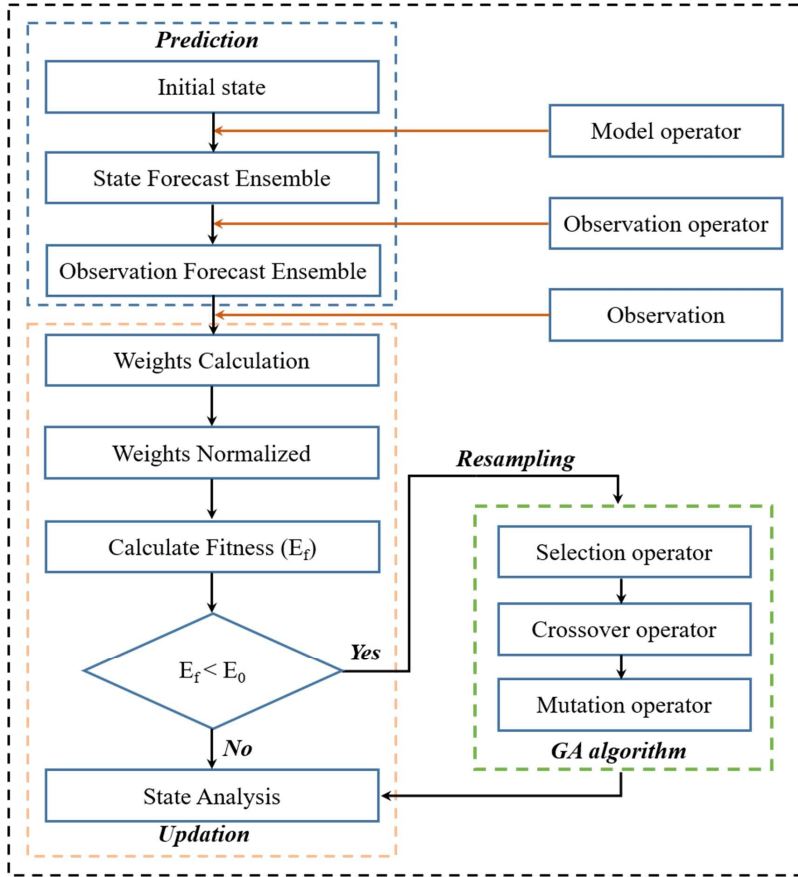 Prediction
Initial state
Model operator
State Forecast Ensemble
Observation operator
Observation Forecast Ensemble
Observation
Weights Calculation
Weights Normalized
Resampling
Calculate Fitness (Ef)
Selection operator
Crossover operator
Yes
Ef < E0
Mutation operator
No
GA algorithm
State Analysis
Updation